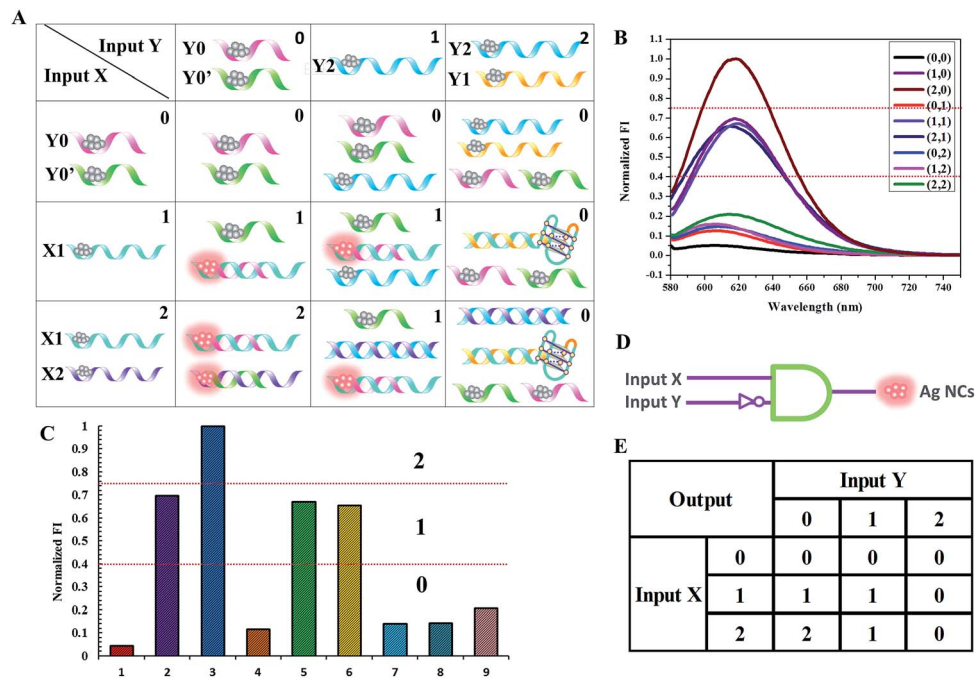 A
Input Y
Input X
Y0
Y0'
0
Y2
1
Y2
Y1
2
Y0
Y0'
0
0
0
0
X1
1
1
1
0
X1
X2
2
2
1
0
B
Normalized FI
1.1
1.0
0.9
0.8
0.7
0.6
0.5
0.4
0.3
0.2
0.1
0.0
-0.1
580
600
620
640
660
680
700
720
740
Wavelength (nm)
(0,0)
(1,0)
(2,0)
(0,1)
(1,1)
(2,1)
(0,2)
(1,2)
(2,2)
C
Normalized FI
1
0.9
0.8
0.7
0.6
0.5
0.4
0.3
0.2
0.1
0
2
1
0
1 2 3 4 5 6 7 8 9
D
Input X
Input Y
Ag NCs
E
Output
Input Y
0 1 2
Input X
0 0 0 0
1 1 1 0
2 2 1 0